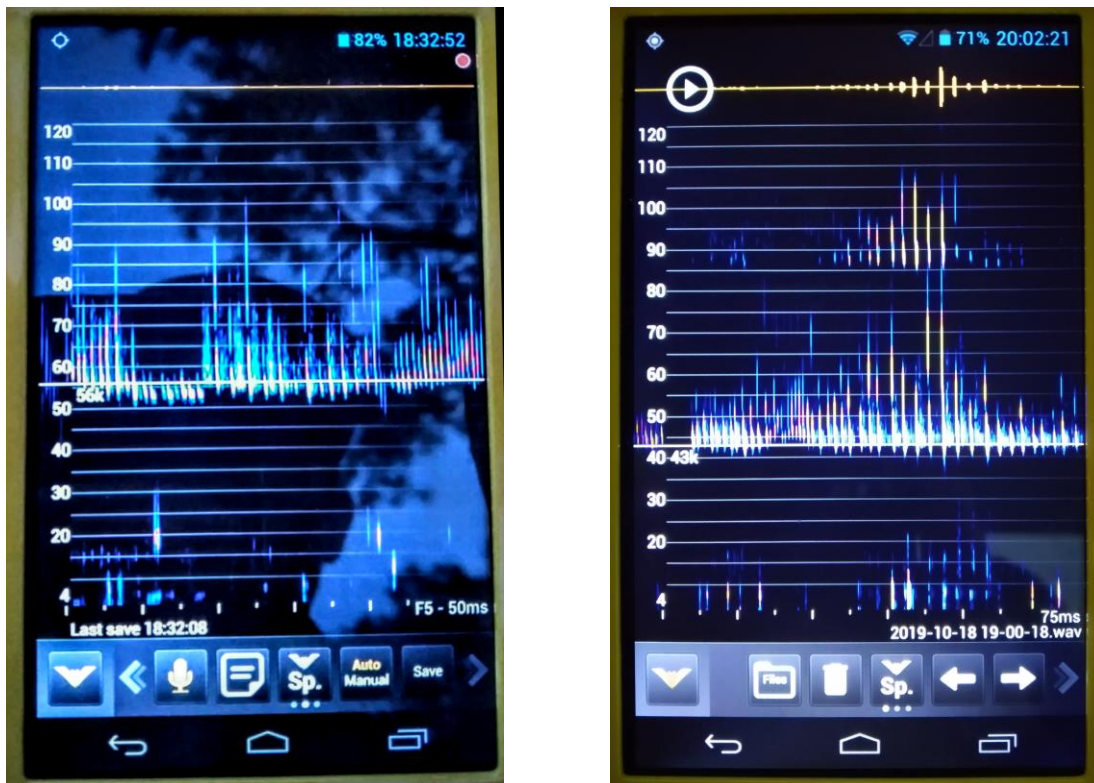 82% 18:32:52
120
110
100
90
80
70
60
56k
50
40
30
20
4
F5 - 50ms
Last save 18:32:08
Sp.
Auto
Manual
Save
71% 20:02:21
120
110
100
90
80
70
60
50
40 43k
30
20
4
75ms
2019-10-18 19-00-18.wav
Files
Sp.